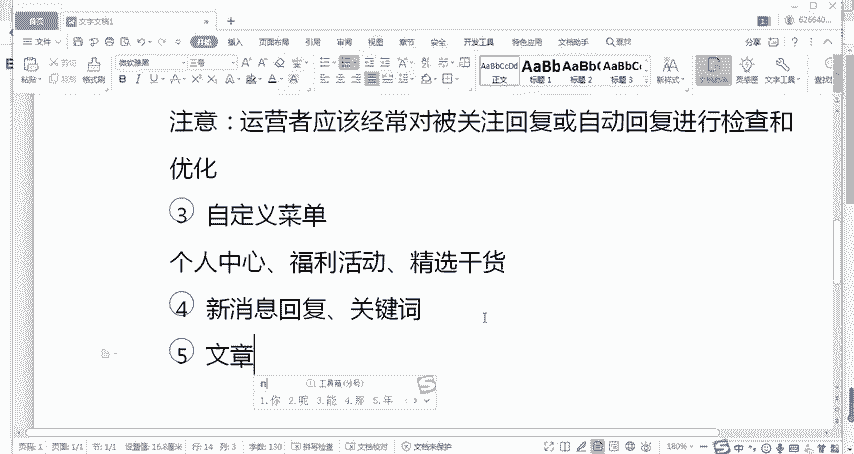 首页 文字文稿1 +
626640...
文件 开始 插入 页面布局 引用 审阅 视图 章节 安全 开发工具 特色应用 文档助手 查找 分享
粘贴 剪切 复制 格式刷 微软雅黑 三号 AaBbCcDd 正文 AaBb 标题 1 AaBb( 标题 2 AaBbC 标题 3 新样式 文字工具
注意：运营者应该经常对被关注回复或自动回复进行检查和
优化
③ 自定义菜单
个人中心、福利活动、精选干货
④ 新消息回复、关键词
⑤ 文章
n 工具箱(分号)
1.你 2.呢 3.能 4.那 5.年
页码: 1 页面: 1/1 节: 1/1 设置值: 16.8厘米 行: 14 列: 3 字数: 130 拼写检查 文档校对 文档未保护 180% 中